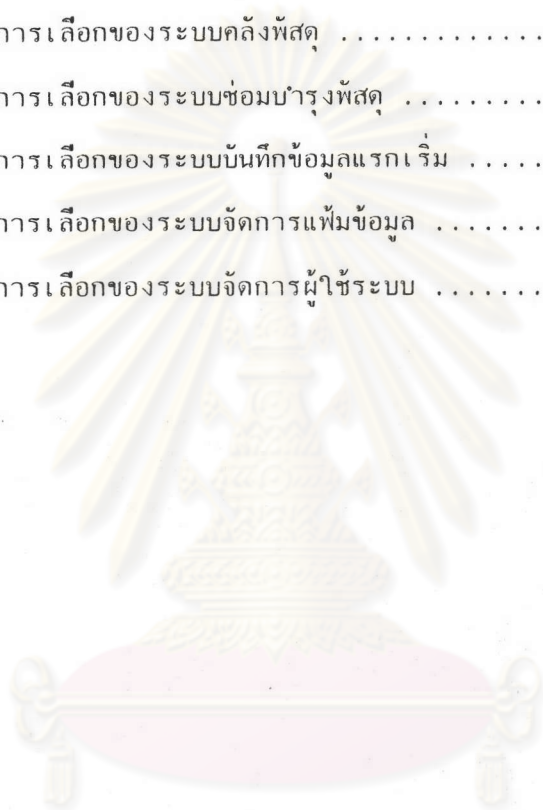 การเลือกของระบบคลังพัสดุ .............
การเลือกของระบบซ่อมบำรุงพัสดุ .........
การเลือกของระบบบันทึกข้อมูลแรกเริ่ม .....
การเลือกของระบบจัดการแฟ้มข้อมูล .......
การเลือกของระบบจัดการผู้ใช้ระบบ .......